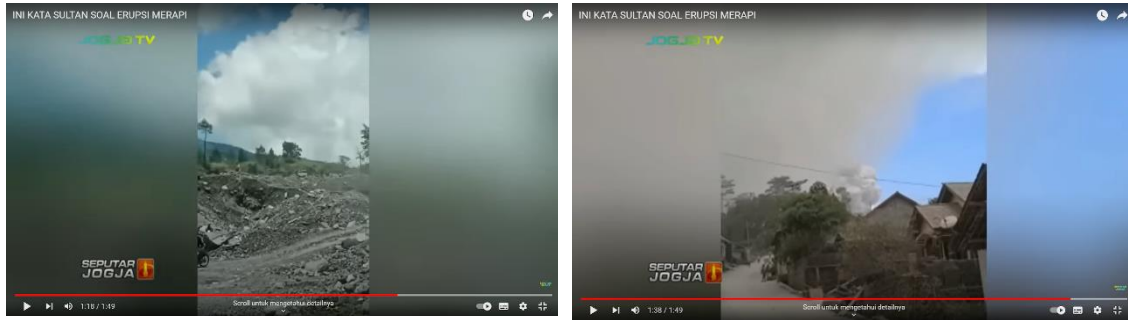 INI KATA SULTAN SOAL ERUPSI MERAPI
JOGJA TV
SEPUTAR
JOGJA
1:18 / 1:49
Scroll untuk mengetahui detailnya
INI KATA SULTAN SOAL ERUPSI MERAPI
JOGJA TV
SEPUTAR
JOGJA
1:38 / 1:49
Scroll untuk mengetahui detailnya